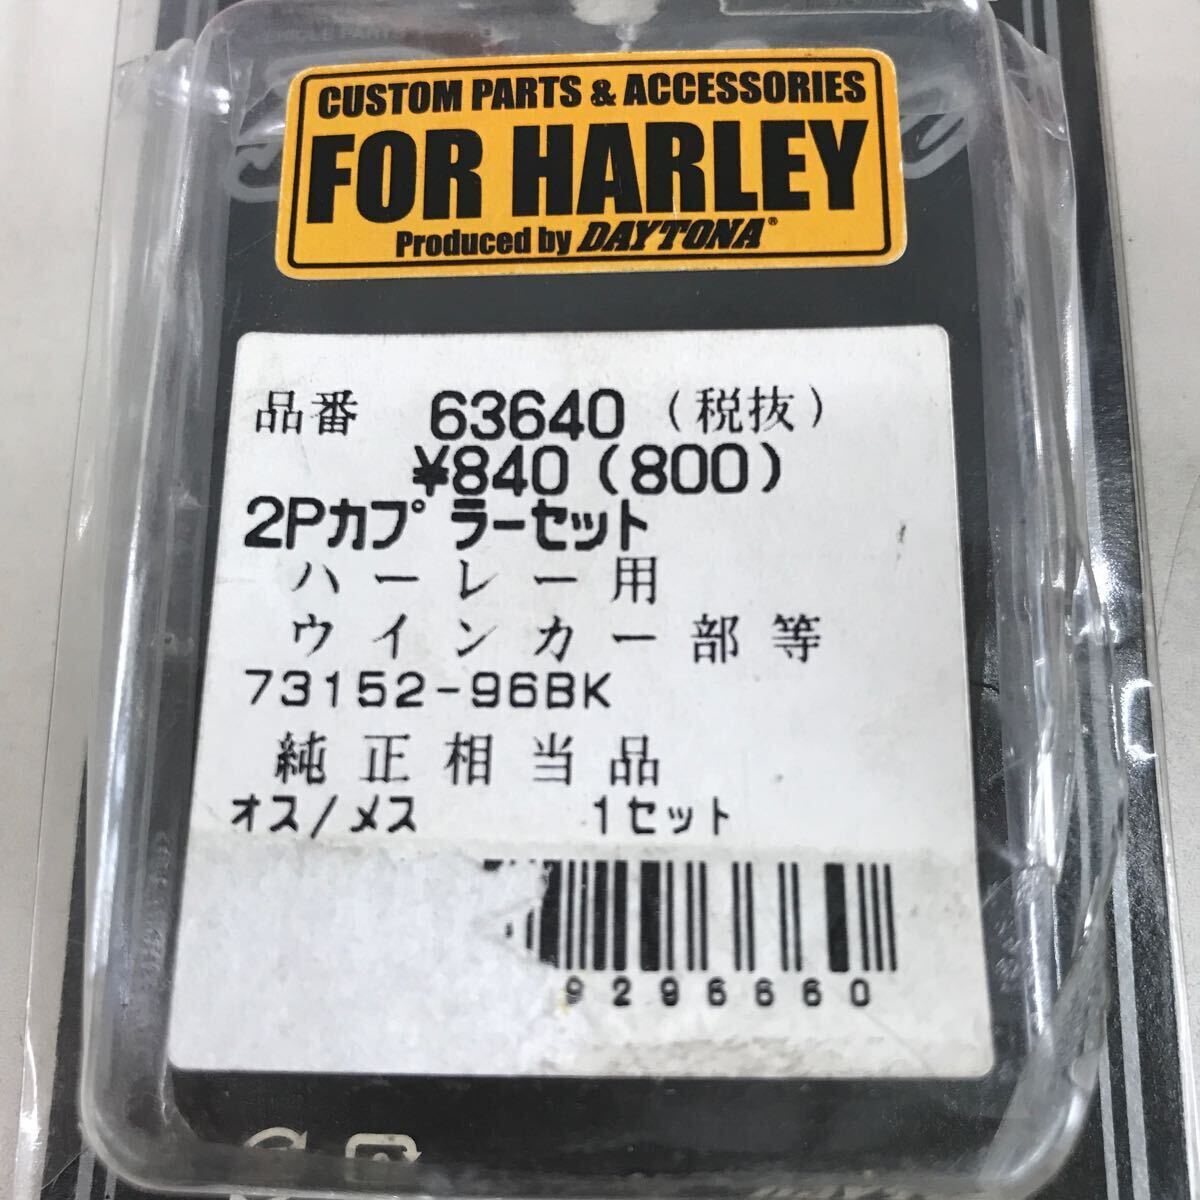 VEHICLE PARTS
CUSTOM PARTS & ACCESSORIES
FOR HARLEY
Produced by DAYTONA®
品番 63640 (税抜)
¥840 (800)
2Pカプラーセット
ハーレー用
ウインカー部等
73152-96BK
純正相当品
オス/メス 1セット
9296660